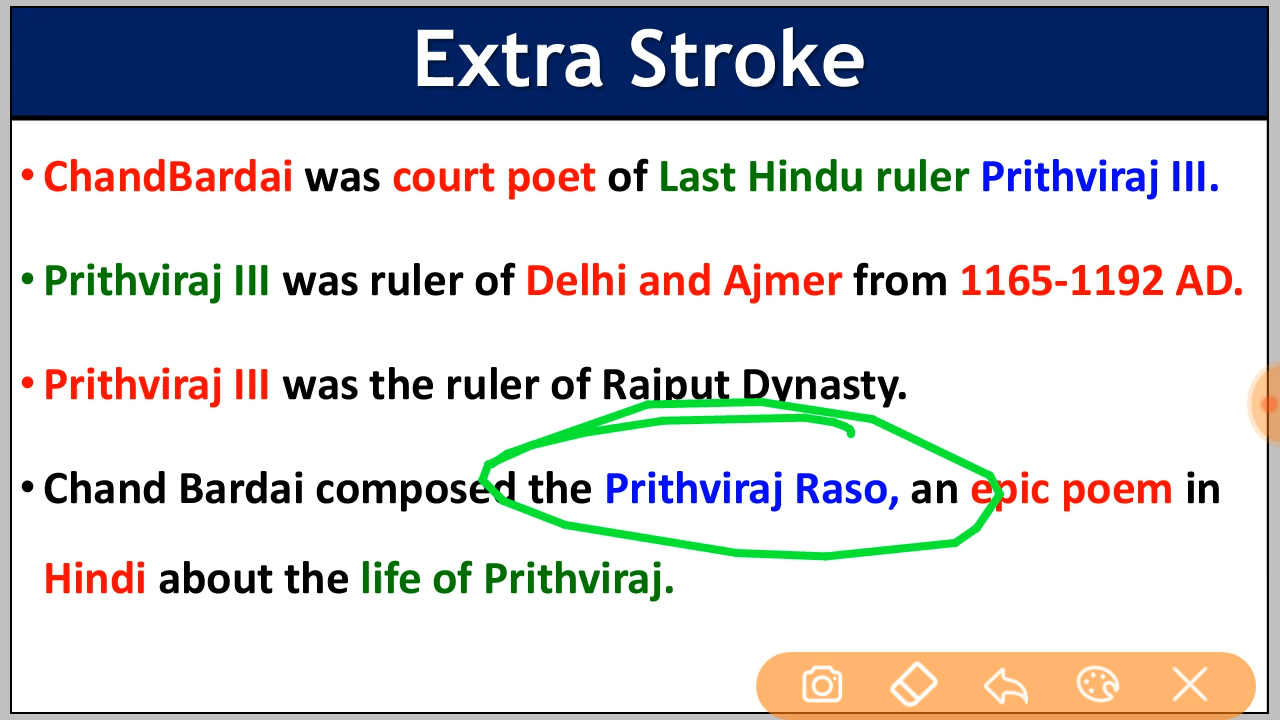 Extra Stroke
• ChandBardai was court poet of Last Hindu ruler Prithviraj III.
• Prithviraj III was ruler of Delhi and Ajmer from 1165-1192 AD.
• Prithviraj III was the ruler of Rajput Dynasty.
• Chand Bardai composed the Prithviraj Raso, an epic poem in
Hindi about the life of Prithviraj.